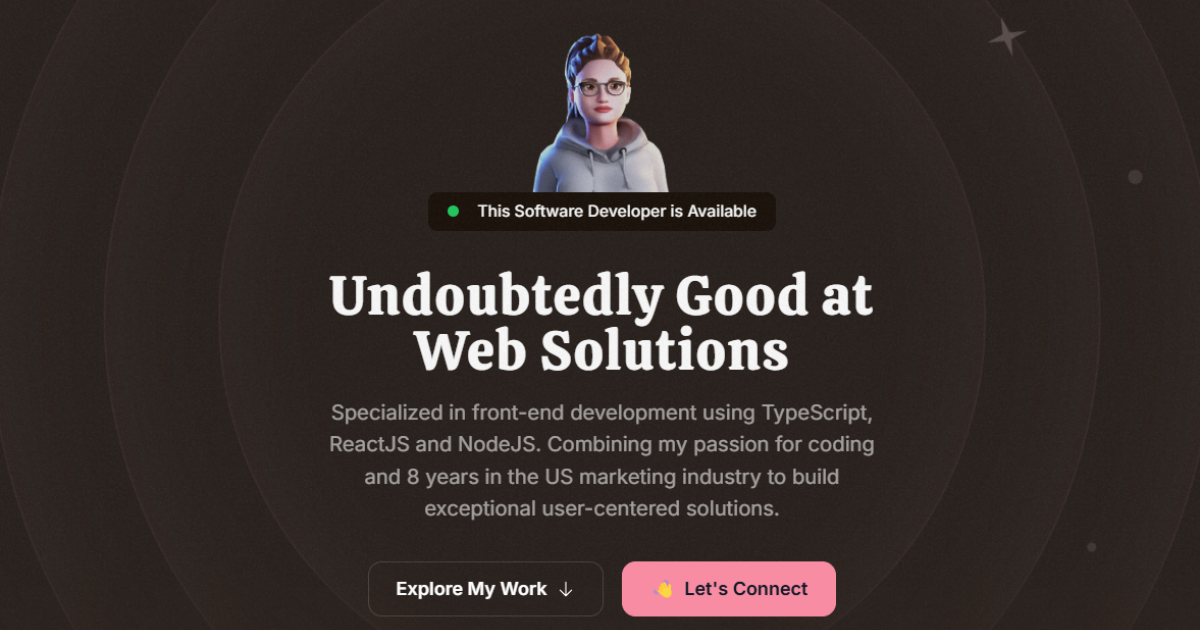 This Software Developer is Available
Undoubtedly Good at
Web Solutions
Specialized in front-end development using TypeScript,
ReactJS and NodeJS. Combining my passion for coding
and 8 years in the US marketing industry to build
exceptional user-centered solutions.
Explore My Work ↓
👋 Let's Connect